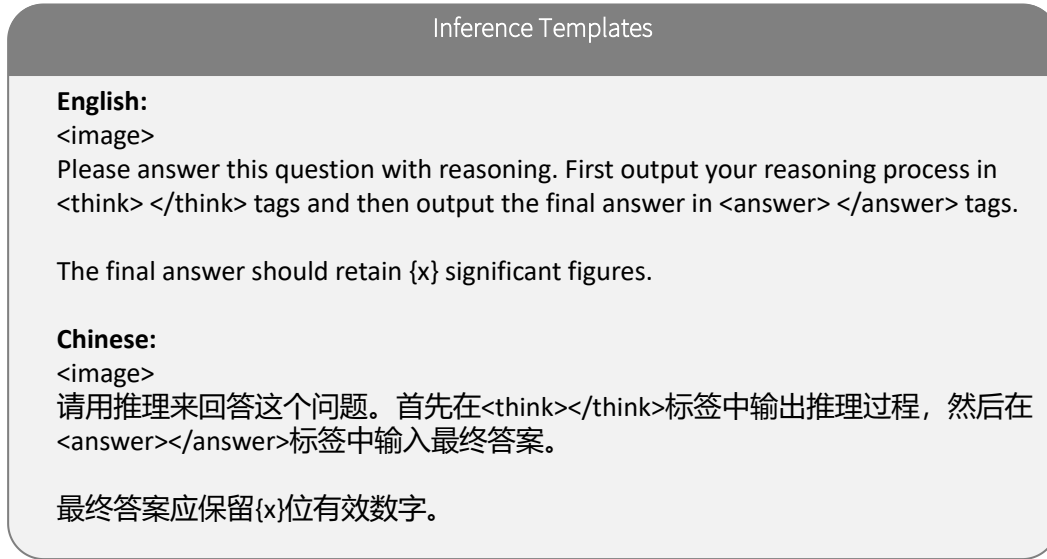 Inference Templates
English:
<image>
Please answer this question with reasoning. First output your reasoning process in
<think> </think> tags and then output the final answer in <answer> </answer> tags.
The final answer should retain {x} significant figures.
Chinese:
<image>
请用推理来回答这个问题。首先在<think></think>标签中输出推理过程，然后在
<answer></answer>标签中输入最终答案。
最终答案应保留{x}位有效数字。